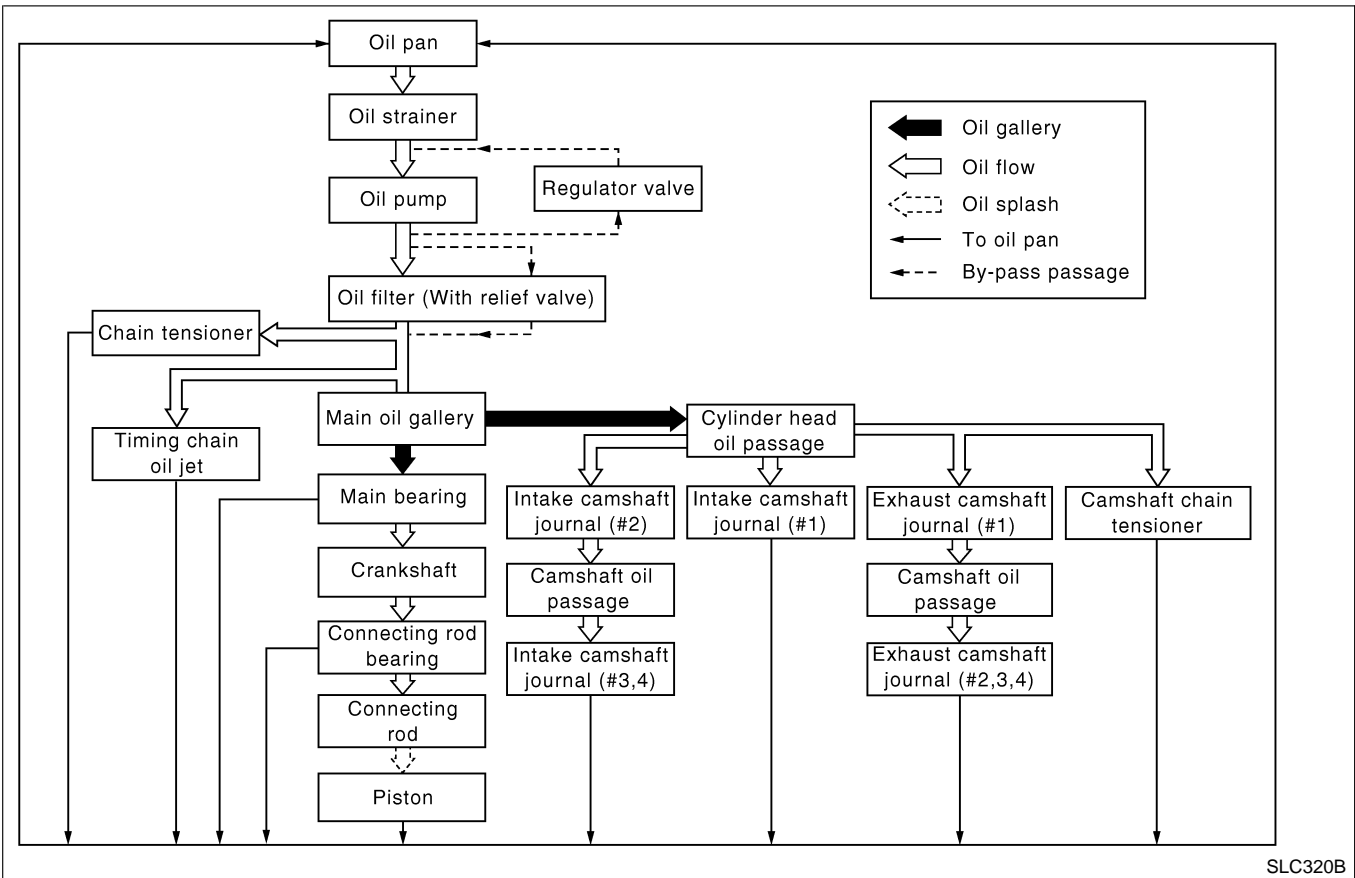 Oil pan
Oil strainer
Oil pump
Regulator valve
Oil filter (With relief valve)
Oil gallery
Oil flow
Oil splash
To oil pan
By-pass passage
Chain tensioner
Timing chain
oil jet
Main oil gallery
Cylinder head
oil passage
Main bearing
Intake camshaft
journal (#2)
Intake camshaft
journal (#1)
Exhaust camshaft
journal (#1)
Camshaft chain
tensioner
Crankshaft
Camshaft oil
passage
Camshaft oil
passage
Connecting rod
bearing
Intake camshaft
journal (#3,4)
Exhaust camshaft
journal (#2,3,4)
Connecting
rod
Piston
SLC320B